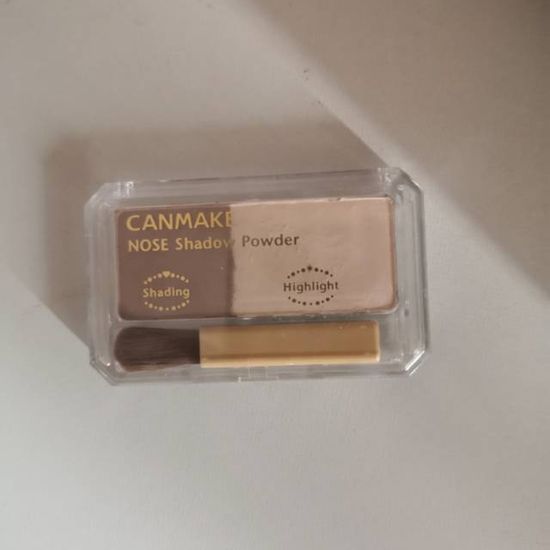 CANMAKE
NOSE Shadow Powder
Shading
Highlight